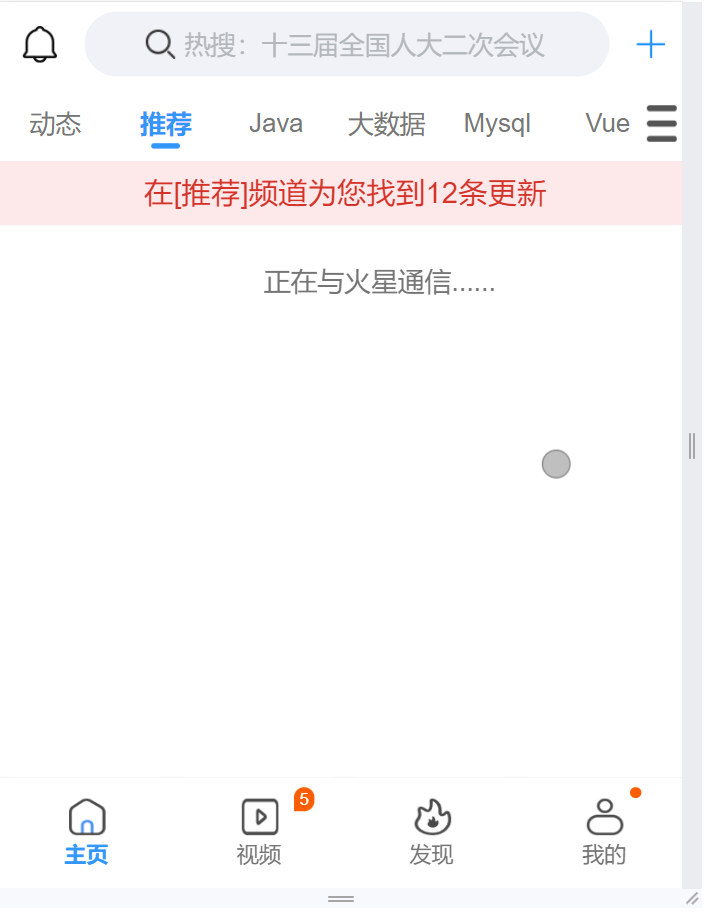 热搜：十三届全国人大二次会议
动态 推荐 Java 大数据 Mysql Vue
在[推荐]频道为您找到12条更新
正在与火星通信......
5
主页 视频 发现 我的